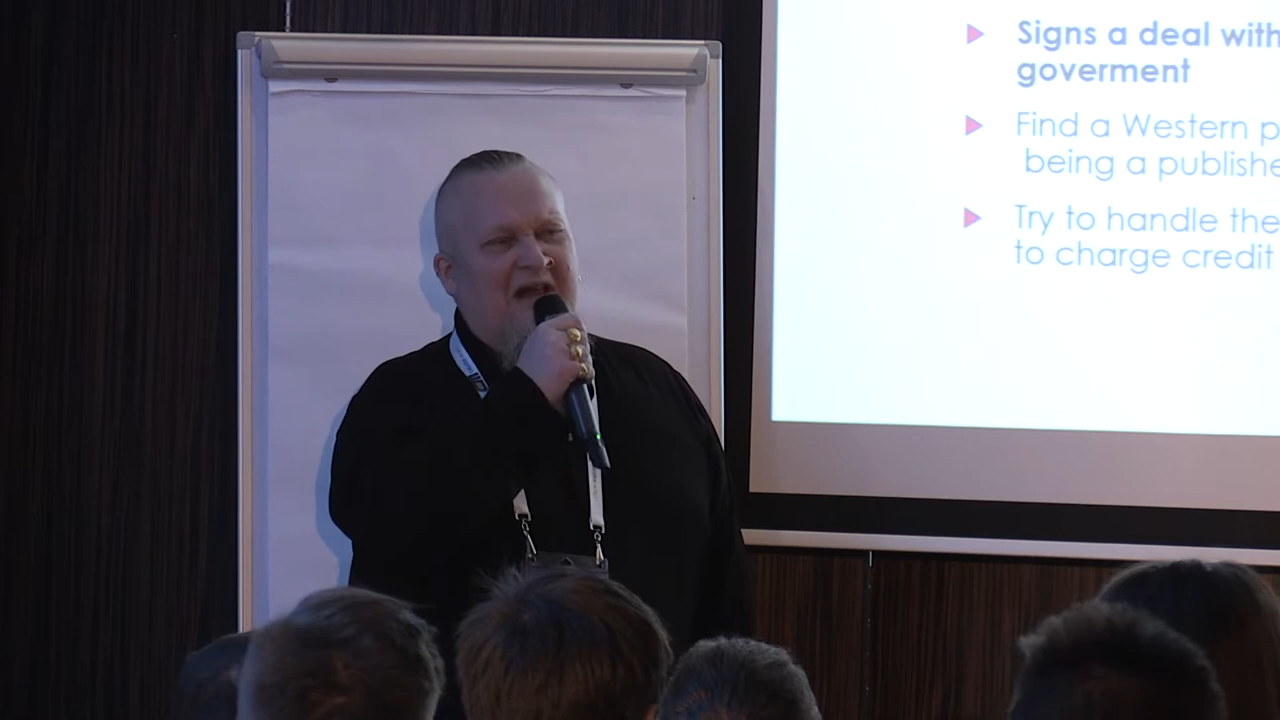 Signs a deal with
goverment
Find a Western p
being a publishe
Try to handle the
to charge credit